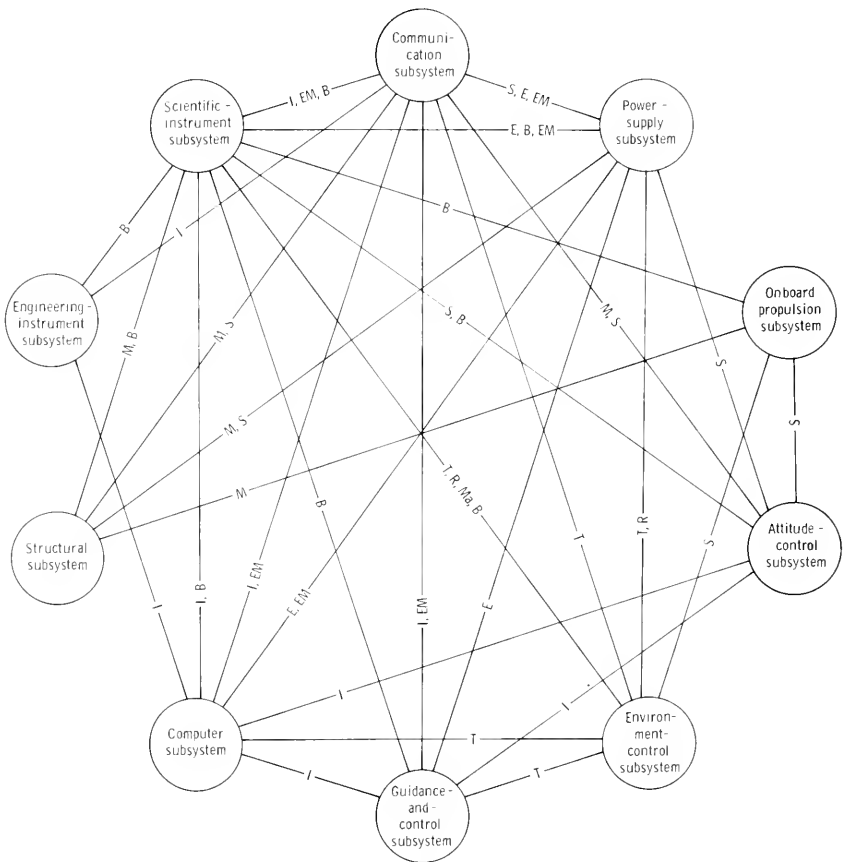 Communi-
cation
subsystem
I, EM, B
S, E, EM
Scientific-
instrument
subsystem
E, B, EM
Power-
supply
subsystem
B
I
B
Engineering-
instrument
subsystem
M, B
M, S
S, B
M, S
S
Onboard
propulsion
subsystem
M, S
S
M
T, R, Ma, B
B
T
T, R
S
Structural
subsystem
Attitude-
control
subsystem
I
I, B
I, EM
E, EM
I, EM
E
I
I
Computer
subsystem
T
Environ-
ment-
control
subsystem
I
T
Guidance-
and-
control
subsystem